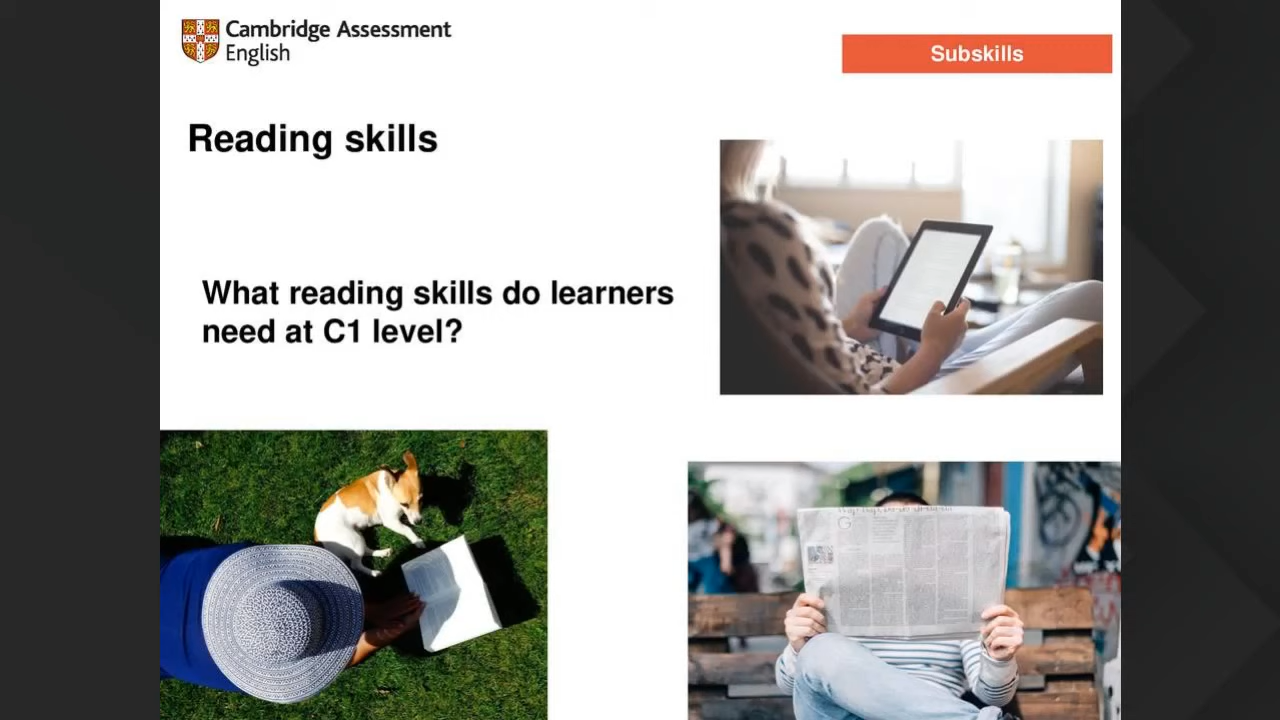 Cambridge Assessment
English
Subskills
Reading skills
What reading skills do learners
need at C1 level?